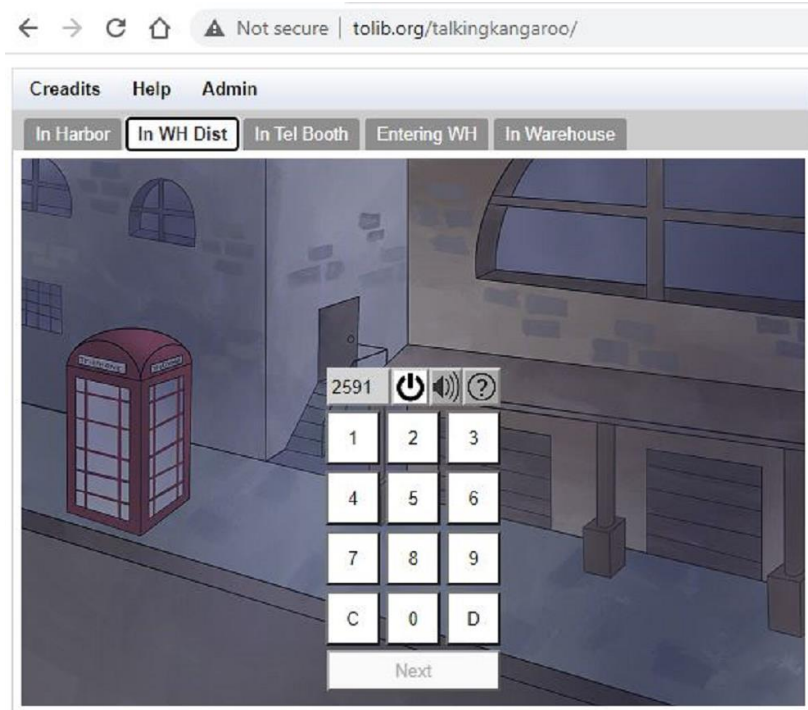 Not secure | tolib.org/talkingkangaroo/
Creadits Help Admin
In Harbor In WH Dist In Tel Booth Entering WH In Warehouse
TELEPHONE
2591 ?
1 2 3
4 5 6
7 8 9
C 0 D
Next